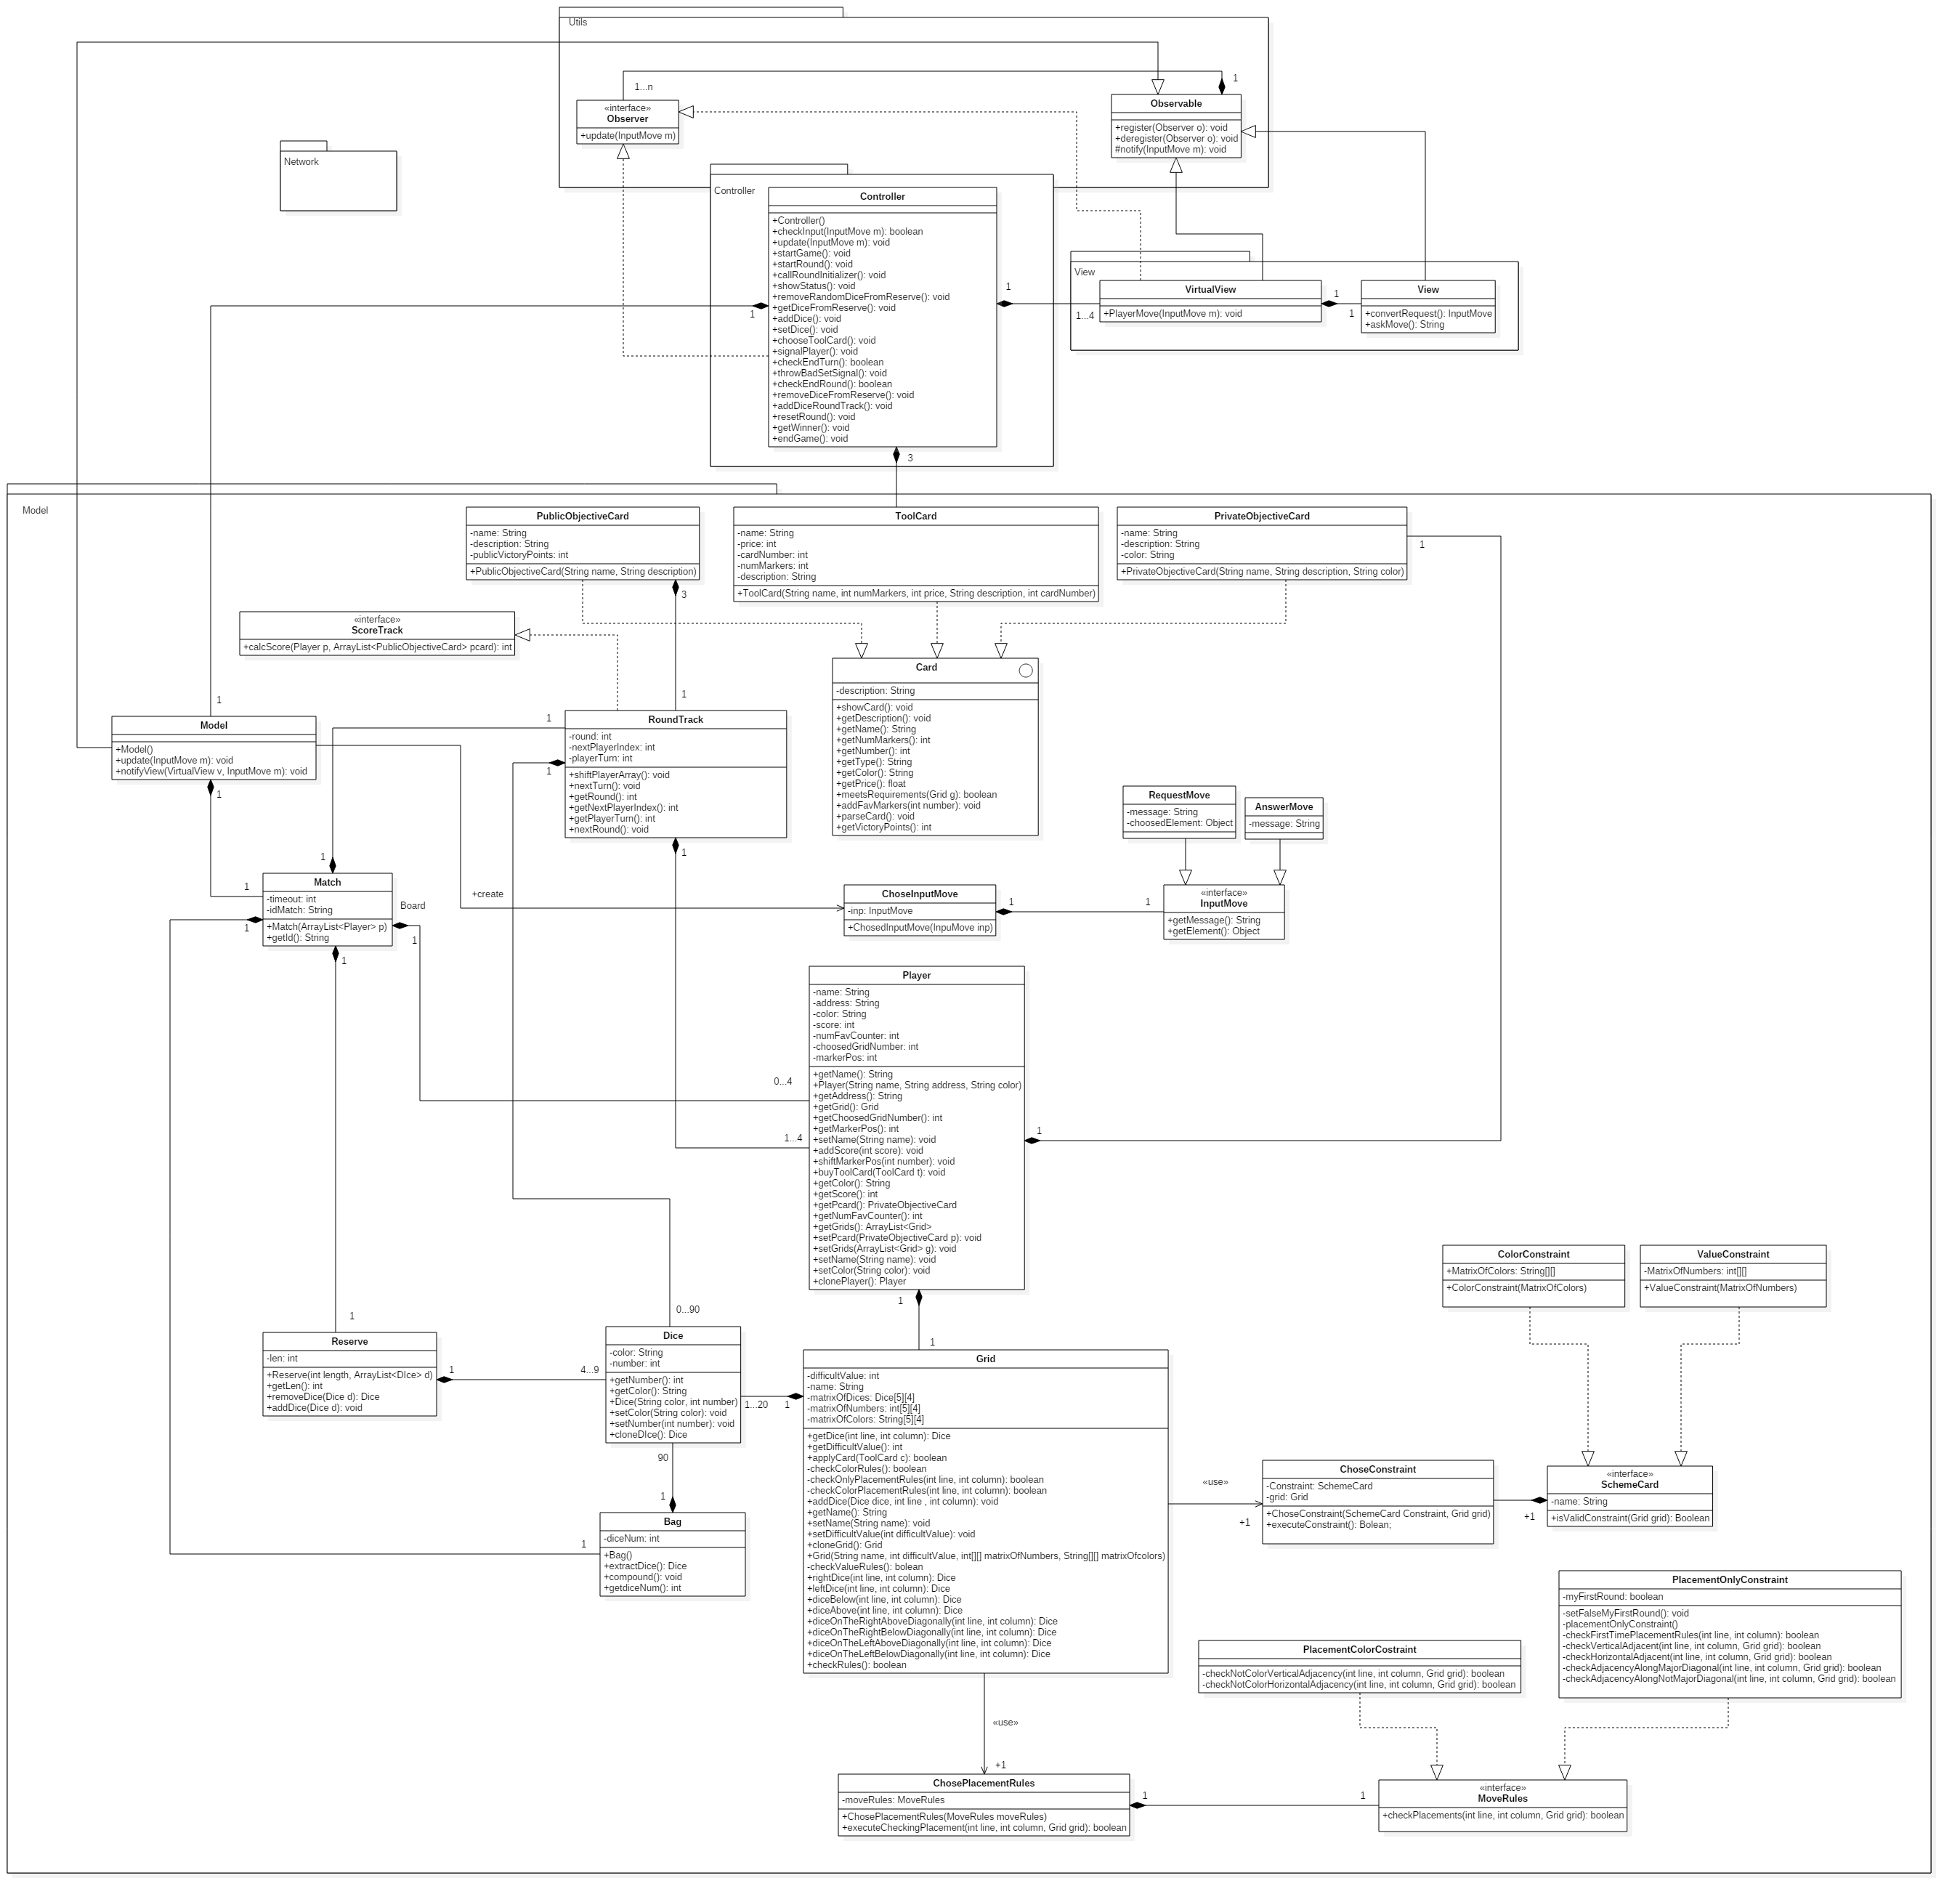 Utils
1
1...n
«interface»
Observer
+update(InputMove m)
Observable
+register(Observer o): void
+deregister(Observer o): void
#notify(InputMove m): void
Network
Controller
Controller
+Controller()
+checkInput(InputMove m): boolean
+update(InputMove m): void
+startGame(): void
+startRound(): void
+callRoundInitializer(): void
+showStatus(): void
+removeRandomDiceFromReserve(): void
+getDiceFromReserve(): void
+addDice(): void
+setDice(): void
+chooseToolCard(): void
+signalPlayer(): void
+checkEndTurn(): boolean
+throwBadSetSignal(): void
+checkEndRound(): boolean
+removeDiceFromReserve(): void
+addDiceRoundTrack(): void
+resetRound(): void
+getWinner(): void
+endGame(): void
1
1
1...4
3
View
VirtualView
+PlayerMove(InputMove m): void
1
1
View
+convertRequest(): InputMove
+askMove(): String
Model
PublicObjectiveCard
-name: String
-description: String
-publicVictoryPoints: int
+PublicObjectiveCard(String name, String description)
3
ToolCard
-name: String
-price: int
-cardNumber: int
-numMarkers: int
-description: String
+ToolCard(String name, int numMarkers, int price, String description, int cardNumber)
PrivateObjectiveCard
-name: String
-description: String
-color: String
+PrivateObjectiveCard(String name, String description, String color)
1
«interface»
ScoreTrack
+calcScore(Player p, ArrayList<PublicObjectiveCard> pcard): int
Card
-description: String
+showCard(): void
+getDescription(): void
+getName(): String
+getNumMarkers(): int
+getNumber(): int
+getType(): String
+getColor(): String
+getPrice(): float
+meetsRequirements(Grid g): boolean
+addFavMarkers(int number): void
+parseCard(): void
+getVictoryPoints(): int
1
1
Model
+Model()
+update(InputMove m): void
+notifyView(VirtualView v, InputMove m): void
1
1
1
RoundTrack
-round: int
-nextPlayerIndex: int
-playerTurn: int
+shiftPlayerArray(): void
+nextTurn(): void
+getRound(): int
+getNextPlayerIndex(): int
+getPlayerTurn(): int
+nextRound(): void
1
RequestMove
-message: String
-choosedElement: Object
AnswerMove
-message: String
1
1
Match
-timeout: int
-idMatch: String
+Match(ArrayList<Player> p)
+getId(): String
Board
1
1
1
+create
ChoseInputMove
-inp: InputMove
+ChosedInputMove(InpuMove inp)
1
1
«interface»
InputMove
+getMessage(): String
+getElement(): Object
Player
-name: String
-address: String
-color: String
-score: int
-numFavCounter: int
-choosedGridNumber: int
-markerPos: int
+getName(): String
+Player(String name, String address, String color)
+getAddress(): String
+getGrid(): Grid
+getChoosedGridNumber(): int
+getMarkerPos(): int
+setName(String name): void
+addScore(int score): void
+shiftMarkerPos(int number): void
+buyToolCard(ToolCard t): void
+getColor(): String
+getScore(): int
+getPcard(): PrivateObjectiveCard
+getNumFavCounter(): int
+getGrids(): ArrayList<Grid>
+setPcard(PrivateObjectiveCard p): void
+setGrids(ArrayList<Grid> g): void
+setName(String name): void
+setColor(String color): void
+clonePlayer(): Player
0...4
1...4
1
1
1
ColorConstraint
+MatrixOfColors: String[][]
+ColorConstraint(MatrixOfColors)
ValueConstraint
-MatrixOfNumbers: int[][]
+ValueConstraint(MatrixOfNumbers)
1
0...90
Reserve
-len: int
+Reserve(int length, ArrayList<DIce> d)
+getLen(): int
+removeDice(Dice d): Dice
+addDice(Dice d): void
1
4...9
Dice
-color: String
-number: int
+getNumber(): int
+getColor(): String
+Dice(String color, int number)
+setColor(String color): void
+setNumber(int number): void
+cloneDIce(): Dice
1...20
1
90
1
Bag
-diceNum: int
+Bag()
+extractDice(): Dice
+compound(): void
+getdiceNum(): int
1
Grid
-difficultValue: int
-name: String
-matrixOfDices: Dice[5][4]
-matrixOfNumbers: int[5][4]
-matrixOfColors: String[5][4]
+getDice(int line, int column): Dice
+getDifficultValue(): int
+applyCard(ToolCard c): boolean
-checkColorRules(): boolean
-checkOnlyPlacementRules(int line, int column): boolean
-checkColorPlacementRules(int line, int column): boolean
+addDice(Dice dice, int line , int column): void
+getName(): String
+setName(String name): void
+setDifficultValue(int difficultValue): void
+cloneGrid(): Grid
+Grid(String name, int difficultValue, int[][] matrixOfNumbers, String[][] matrixOfcolors)
-checkValueRules(): bolean
+rightDice(int line, int column): Dice
+leftDice(int line, int column): Dice
+diceBelow(int line, int column): Dice
+diceAbove(int line, int column): Dice
+diceOnTheRightAboveDiagonally(int line, int column): Dice
+diceOnTheRightBelowDiagonally(int line, int column): Dice
+diceOnTheLeftAboveDiagonally(int line, int column): Dice
+diceOnTheLeftBelowDiagonally(int line, int column): Dice
+checkRules(): boolean
«use»
+1
ChoseConstraint
-Constraint: SchemeCard
-grid: Grid
+ChoseConstraint(SchemeCard Constraint, Grid grid)
+executeConstraint(): Bolean;
+1
«interface»
SchemeCard
-name: String
+isValidConstraint(Grid grid): Boolean
PlacementColorCostraint
-checkNotColorVerticalAdjacency(int line, int column, Grid grid): boolean
-checkNotColorHorizontalAdjacency(int line, int column, Grid grid): boolean
PlacementOnlyConstraint
-myFirstRound: boolean
-setFalseMyFirstRound(): void
-placementOnlyConstraint()
-checkFirstTimePlacementRules(int line, int column): boolean
-checkVerticalAdjacent(int line, int column, Grid grid): boolean
-checkHorizontalAdjacent(int line, int column, Grid grid): boolean
-checkAdjacencyAlongMajorDiagonal(int line, int column, Grid grid): boolean
-checkAdjacencyAlongNotMajorDiagonal(int line, int column, Grid grid): boolean
«use»
+1
ChosePlacementRules
-moveRules: MoveRules
+ChosePlacementRules(MoveRules moveRules)
+executeCheckingPlacement(int line, int column, Grid grid): boolean
1
1
«interface»
MoveRules
+checkPlacements(int line, int column, Grid grid): boolean